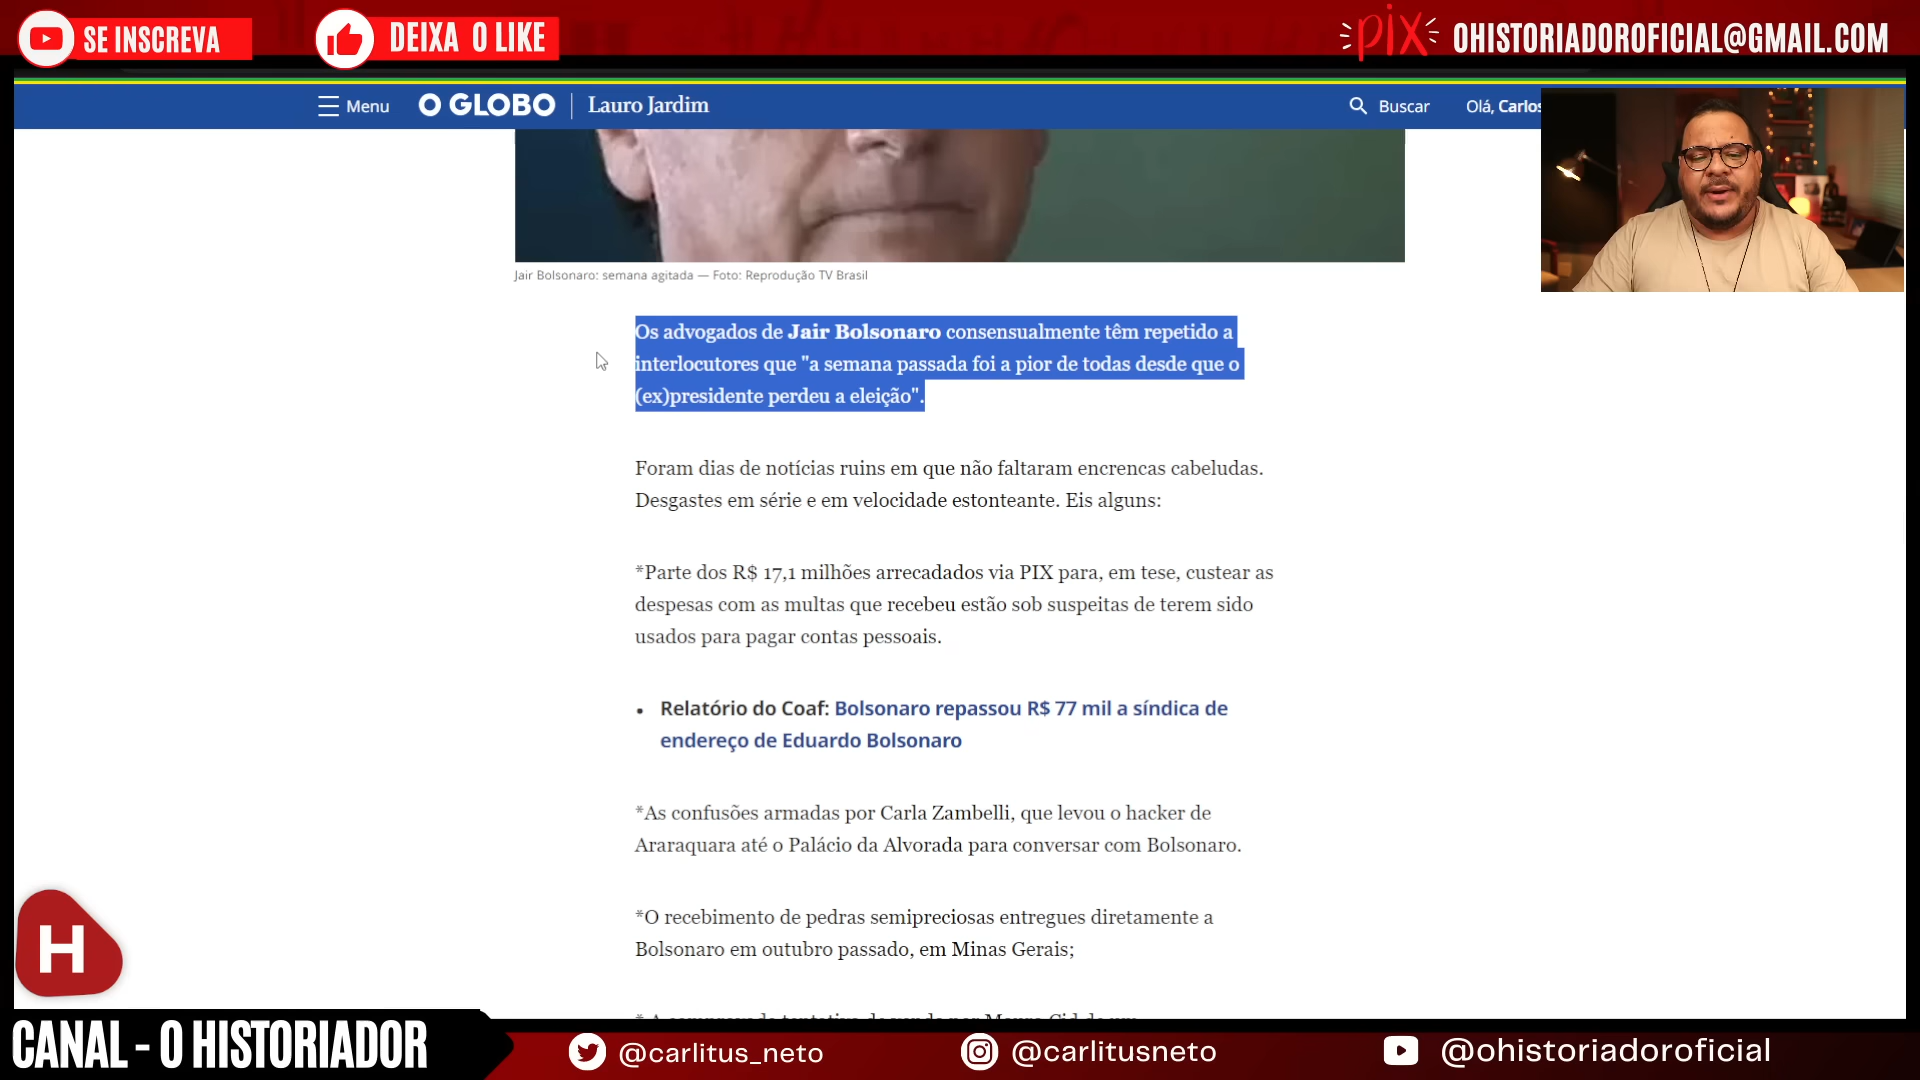 SE INSCREVA
DEIXA O LIKE
PIX
OHISTORIADOROFICIAL@GMAIL.COM
Menu
O GLOBO
Lauro Jardim
Buscar
Olá, Carlos
Jair Bolsonaro: semana agitada — Foto: Reprodução TV Brasil
Os advogados de Jair Bolsonaro consensualmente têm repetido a
interlocutores que "a semana passada foi a pior de todas desde que o
(ex)presidente perdeu a eleição".
Foram dias de notícias ruins em que não faltaram encrencas cabeludas.
Desgastes em série e em velocidade estonteante. Eis alguns:
*Parte dos R$ 17,1 milhões arrecadados via PIX para, em tese, custear as
despesas com as multas que recebeu estão sob suspeitas de terem sido
usados para pagar contas pessoais.
• Relatório do Coaf: Bolsonaro repassou R$ 77 mil a síndica de
endereço de Eduardo Bolsonaro
*As confusões armadas por Carla Zambelli, que levou o hacker de
Araraquara até o Palácio da Alvorada para conversar com Bolsonaro.
*O recebimento de pedras semipreciosas entregues diretamente a
Bolsonaro em outubro passado, em Minas Gerais;
H
CANAL - O HISTORIADOR
@carlitus_neto
@carlitusneto
@ohistoriadoroficial